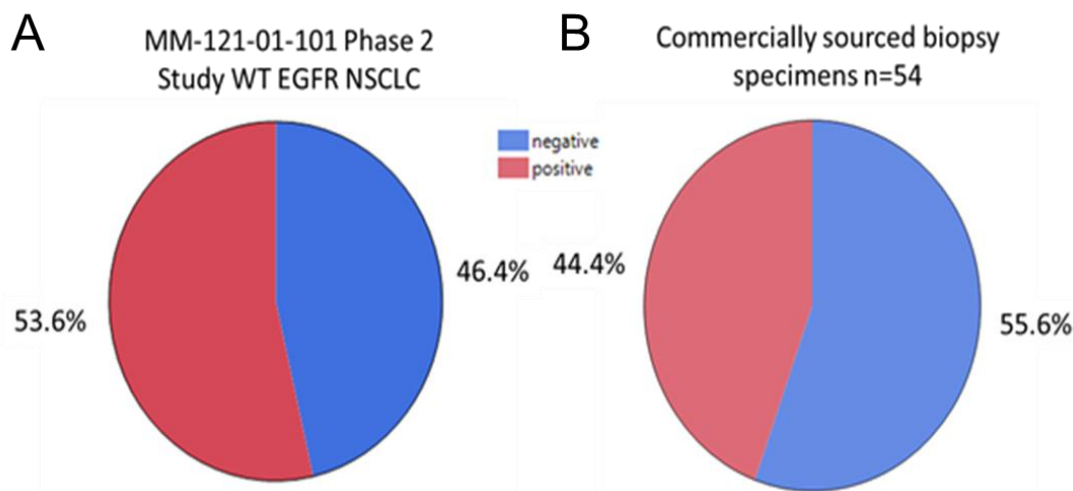 A
MM-121-01-101 Phase 2
Study WT EGFR NSCLC
53.6%
46.4%
negative
positive
B
Commercially sourced biopsy
specimens n=54
44.4%
55.6%